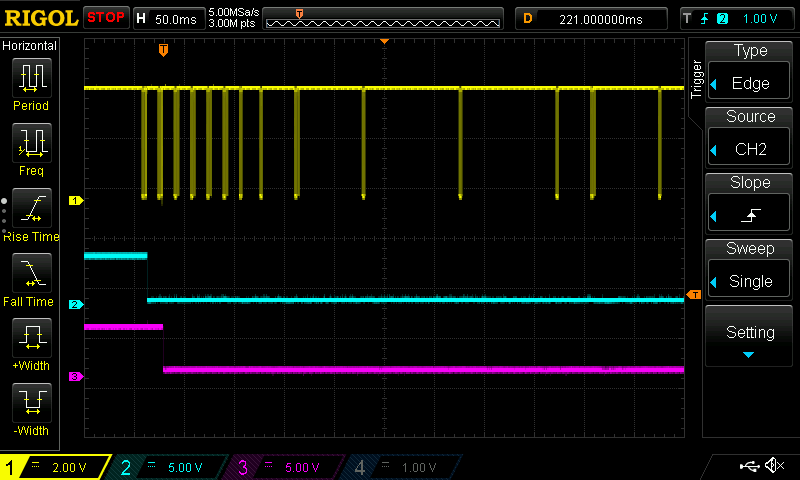 RIGOL STOP H 50.0ms 5.00MSa/s D 221.000000ms T 2 1.00 V
3.00M pts
T
Horizontal
T
Period
Freq
Rise Time
Fall Time
+Width
-Width
1
2
3
T
Trigger
Type
Edge
Source
CH2
Slope
Sweep
Single
Setting
1 2.00 V 2 5.00 V 3 5.00 V 4 1.00 V